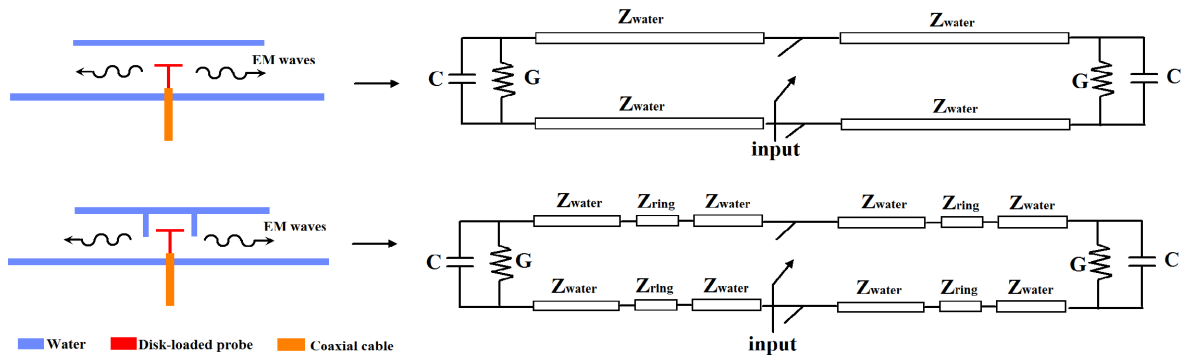 Zwater Zwater
EM waves
C G G C
Zwater Zwater
input
Zwater Zring Zwater Zwater Zring Zwater
EM waves
C G G C
Zwater Zring Zwater Zwater Zring Zwater
input
Water Disk-loaded probe Coaxial cable